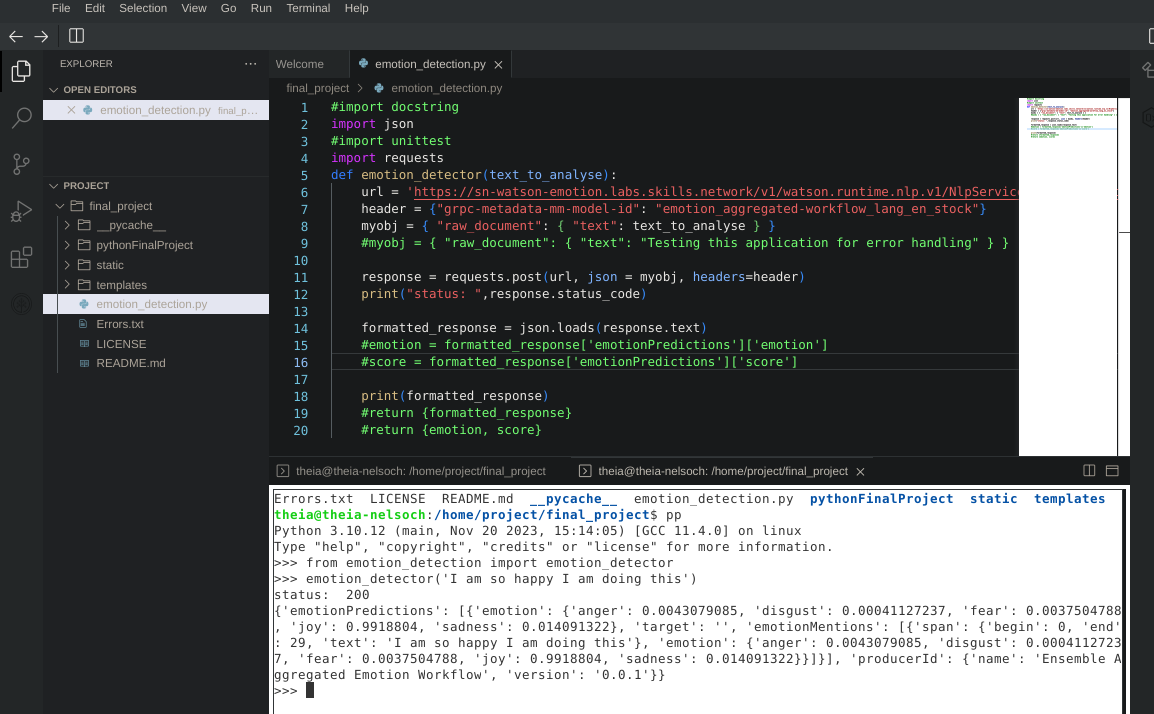 File Edit Selection View Go Run Terminal Help
EXPLORER ...
OPEN EDITORS
emotion_detection.py final_p...
PROJECT
final_project
__pycache__
pythonFinalProject
static
templates
emotion_detection.py
Errors.txt
LICENSE
README.md
Welcome emotion_detection.py
final_project > emotion_detection.py
1 #import docstring
2 import json
3 #import unittest
4 import requests
5 def emotion_detector(text_to_analyse):
6 url = 'https://sn-watson-emotion.labs.skills.network/v1/watson.runtime.nlp.v1/NlpService
7 header = {"grpc-metadata-mm-model-id": "emotion_aggregated-workflow_lang_en_stock"}
8 myobj = { "raw_document": { "text": text_to_analyse } }
9 #myobj = { "raw_document": { "text": "Testing this application for error handling" } }
10
11 response = requests.post(url, json = myobj, headers=header)
12 print("status: ",response.status_code)
13
14 formatted_response = json.loads(response.text)
15 #emotion = formatted_response['emotionPredictions']['emotion']
16 #score = formatted_response['emotionPredictions']['score']
17
18 print(formatted_response)
19 #return {formatted_response}
20 #return {emotion, score}
theia@theia-nelsoch: /home/project/final_project theia@theia-nelsoch: /home/project/final_project
Errors.txt LICENSE README.md __pycache__ emotion_detection.py pythonFinalProject static templates
theia@theia-nelsoch:/home/project/final_project$ pp
Python 3.10.12 (main, Nov 20 2023, 15:14:05) [GCC 11.4.0] on linux
Type "help", "copyright", "credits" or "license" for more information.
>>> from emotion_detection import emotion_detector
>>> emotion_detector('I am so happy I am doing this')
status:  200
{'emotionPredictions': [{'emotion': {'anger': 0.0043079085, 'disgust': 0.00041127237, 'fear': 0.0037504788
, 'joy': 0.9918804, 'sadness': 0.014091322}, 'target': '', 'emotionMentions': [{'span': {'begin': 0, 'end'
: 29, 'text': 'I am so happy I am doing this'}, 'emotion': {'anger': 0.0043079085, 'disgust': 0.0004112723
7, 'fear': 0.0037504788, 'joy': 0.9918804, 'sadness': 0.014091322}}]}], 'producerId': {'name': 'Ensemble A
ggregated Emotion Workflow', 'version': '0.0.1'}}
>>>